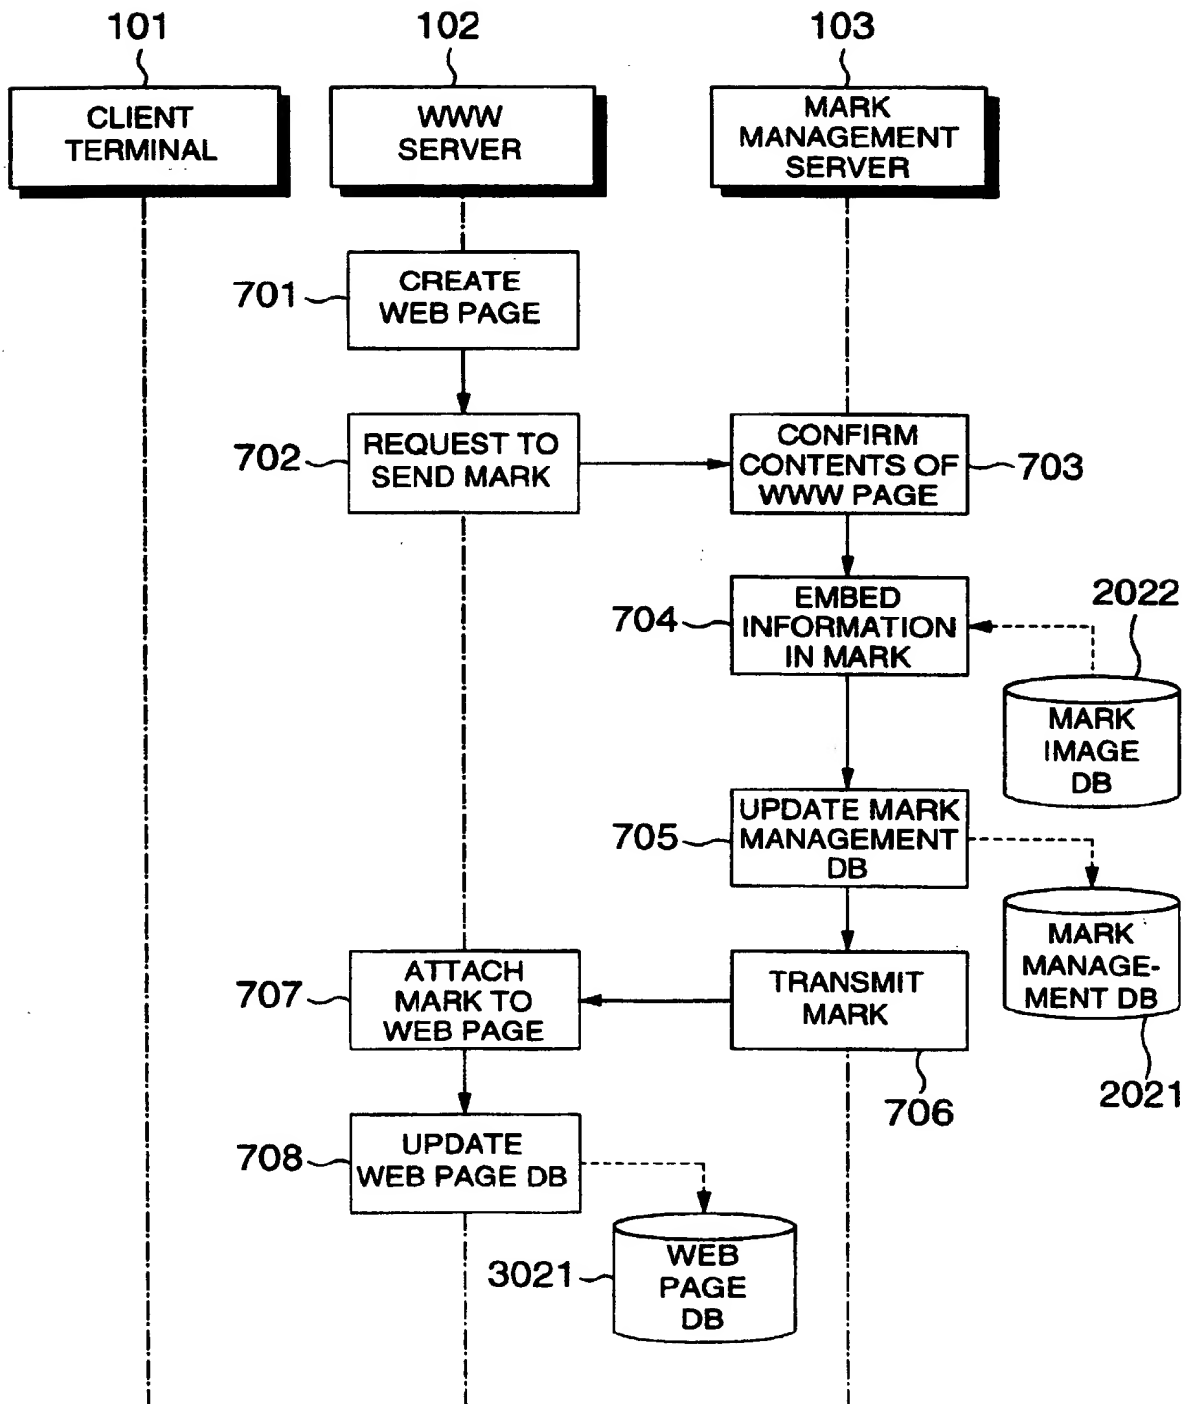 101
102
103
CLIENT
TERMINAL
WWW
SERVER
MARK
MANAGEMENT
SERVER
701
CREATE
WEB PAGE
702
REQUEST TO
SEND MARK
CONFIRM
CONTENTS OF
WWW PAGE
703
704
EMBED
INFORMATION
IN MARK
2022
MARK
IMAGE
DB
705
UPDATE MARK
MANAGEMENT
DB
MARK
MANAGE-
MENT DB
2021
707
ATTACH
MARK TO
WEB PAGE
TRANSMIT
MARK
706
708
UPDATE
WEB PAGE DB
3021
WEB
PAGE
DB